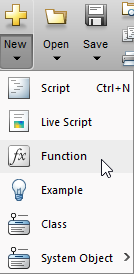 New Open Save
Script Ctrl+N
Live Script
fx Function
Example
Class
System Object